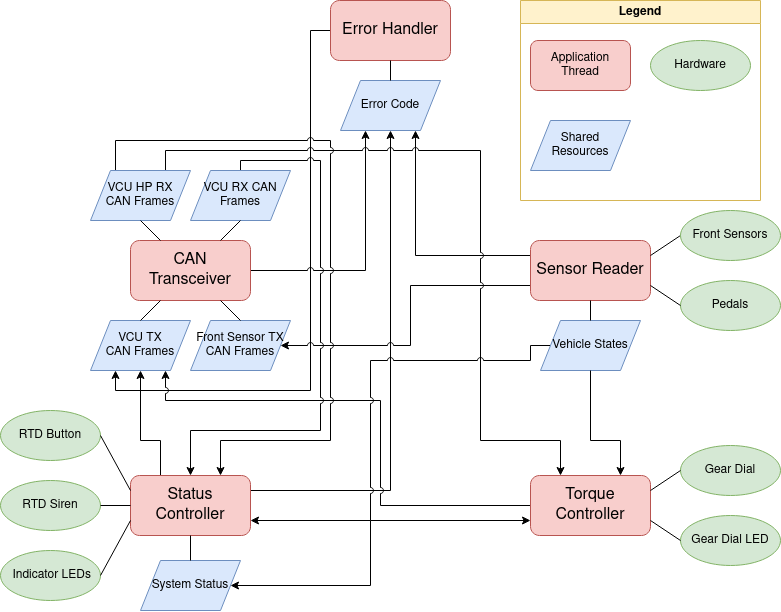 Error Handler
Legend
Application
Thread
Hardware
Error Code
Shared
Resources
VCU HP RX
CAN Frames
VCU RX CAN
Frames
Front Sensors
CAN
Transceiver
Sensor Reader
Pedals
VCU TX
CAN Frames
Front Sensor TX
CAN Frames
Vehicle States
RTD Button
Gear Dial
RTD Siren
Status
Controller
Torque
Controller
Gear Dial LED
Indicator LEDs
System Status